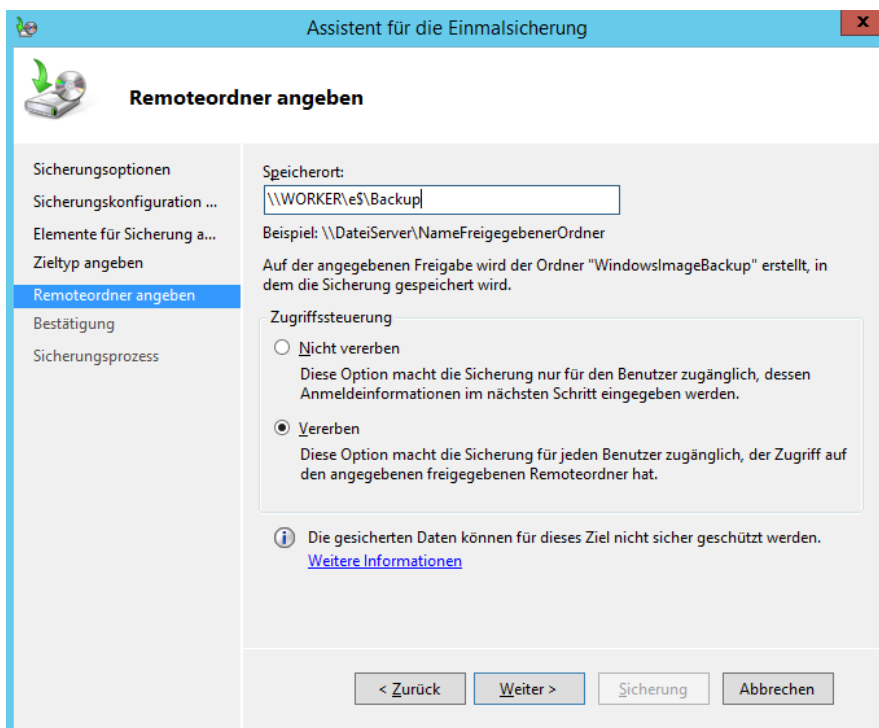 Assistent für die Einmalsicherung
x
Remoteordner angeben
Sicherungsoptionen
Sicherungskonfiguration ...
Elemente für Sicherung a...
Zieltyp angeben
Remoteordner angeben
Bestätigung
Sicherungsprozess
Speicherort:
\\WORKER\e$\Backup
Beispiel: \\DateiServer\NameFreigegebenerOrdner
Auf der angegebenen Freigabe wird der Ordner "WindowsImageBackup" erstellt, in
dem die Sicherung gespeichert wird.
Zugriffssteuerung
Nicht vererben
Diese Option macht die Sicherung nur für den Benutzer zugänglich, dessen
Anmeldeinformationen im nächsten Schritt eingegeben werden.
Vererben
Diese Option macht die Sicherung für jeden Benutzer zugänglich, der Zugriff auf
den angegebenen freigegebenen Remoteordner hat.
Die gesicherten Daten können für dieses Ziel nicht sicher geschützt werden.
Weitere Informationen
< Zurück
Weiter >
Sicherung
Abbrechen